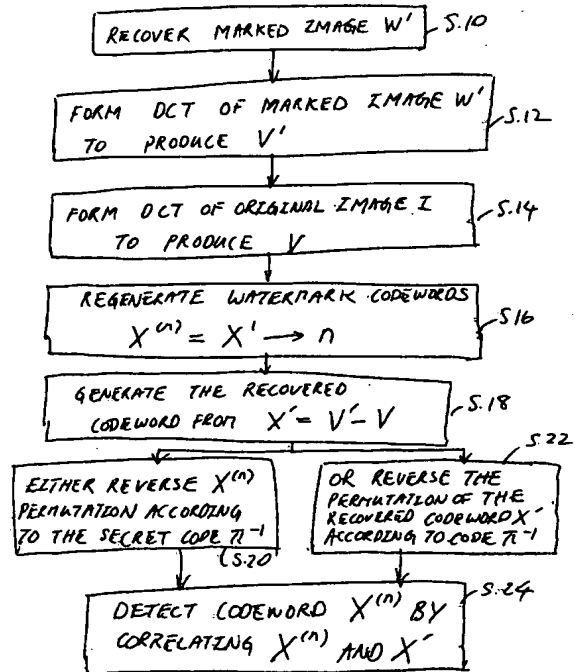 RECOVER MARKED IMAGE W'
S.10
FORM DCT OF MARKED IMAGE W'
TO PRODUCE V'
S.12
FORM DCT OF ORIGINAL IMAGE I
TO PRODUCE V
S.14
REGENERATE WATERMARK CODEWORDS
X⁽ⁿ⁾ = X' → n
S16
GENERATE THE RECOVERED
CODEWORD FROM X' = V' - V
S.18
EITHER REVERSE X⁽ⁿ⁾
PERMUTATION ACCORDING
TO THE SECRET CODE π⁻¹
S.20
S.22
OR REVERSE THE
PERMUTATION OF THE
RECOVERED CODEWORD X'
ACCORDING TO CODE π⁻¹
S.24
DETECT CODEWORD X⁽ⁿ⁾ BY
CORRELATING X⁽ⁿ⁾ AND X'